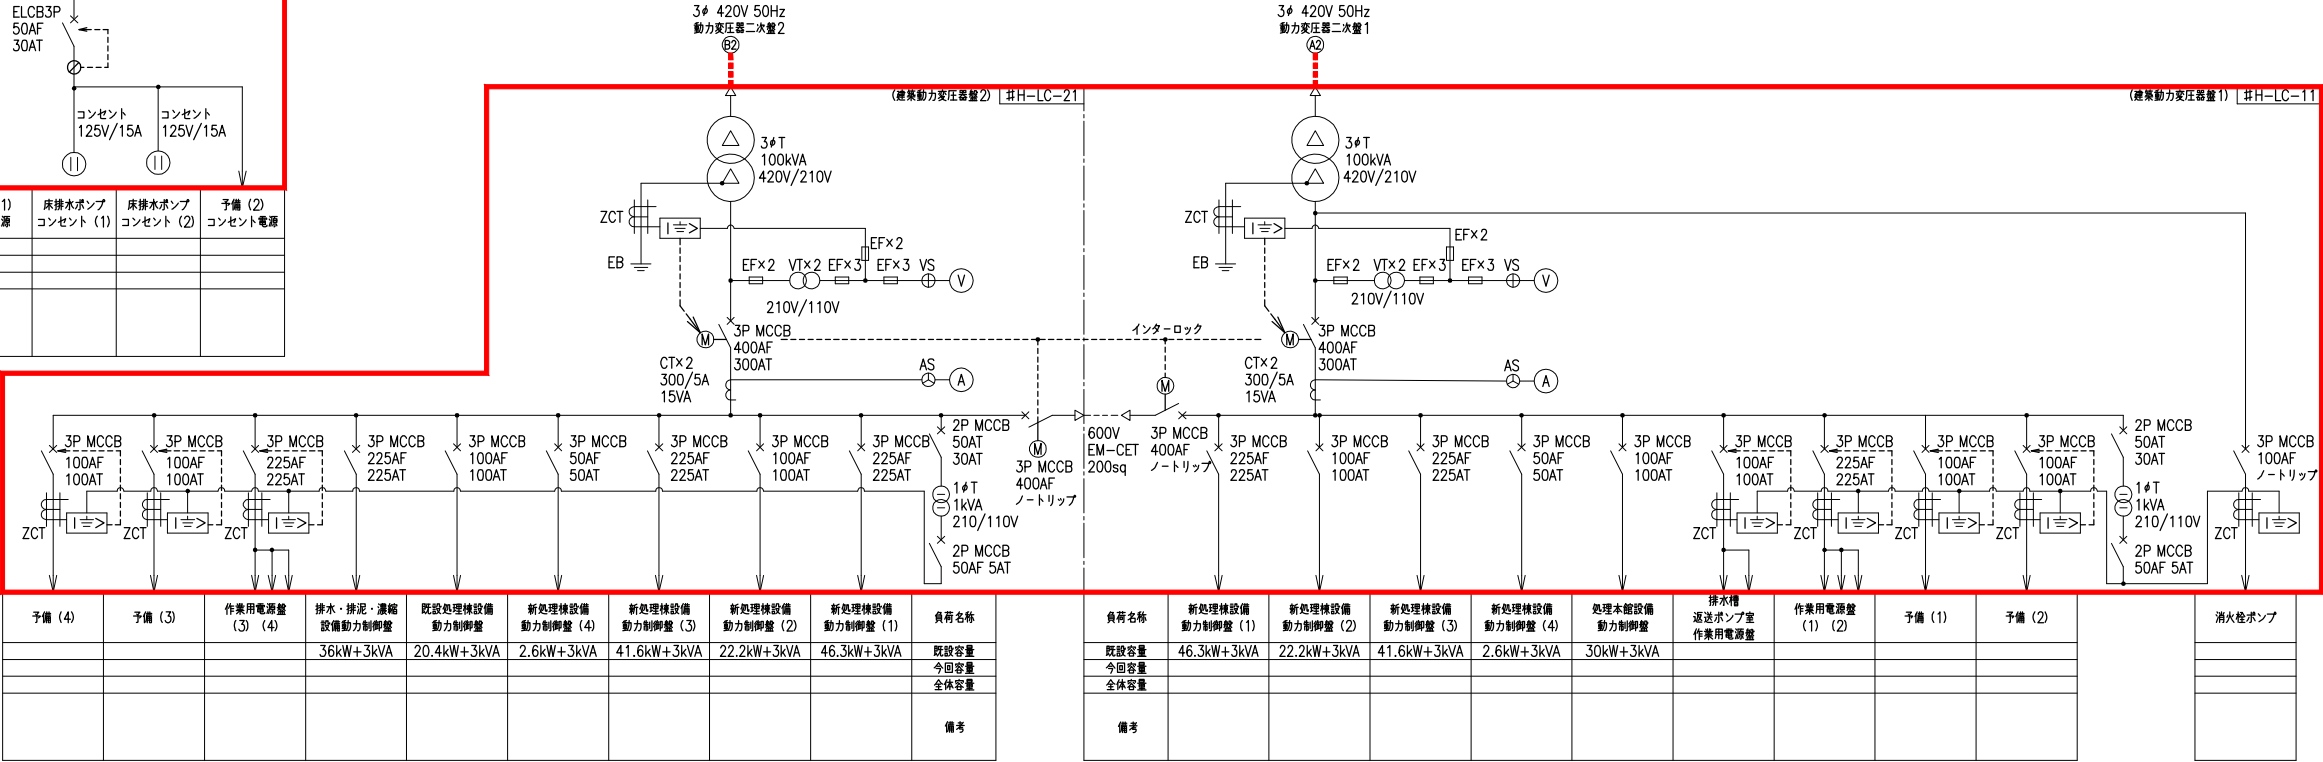 ELCB3P
50AF
30AT
コンセント
125V/15A
コンセント
125V/15A
1)
源
床排水ポンプ
コンセント (1)
床排水ポンプ
コンセント (2)
予備 (2)
コンセント電源
3φ 420V 50Hz
動力変圧器二次盤2
B2
3φ 420V 50Hz
動力変圧器二次盤1
A2
(建築動力変圧器盤2)
#H-LC-21
(建築動力変圧器盤1)
#H-LC-11
3φT
100kVA
420V/210V
ZCT
I
>
EB
EF×2
EF×2
VT×2
EF×3
EF×3
VS
V
210V/110V
M
3P MCCB
400AF
300AT
CT×2
300/5A
15VA
AS
A
インターロック
3φT
100kVA
420V/210V
ZCT
I
>
EB
EF×2
EF×2
VT×2
EF×3
EF×3
VS
V
210V/110V
M
3P MCCB
400AF
300AT
CT×2
300/5A
15VA
AS
A
3P MCCB
100AF
100AT
ZCT
I
>
3P MCCB
100AF
100AT
ZCT
I
>
3P MCCB
225AF
225AT
ZCT
I
>
3P MCCB
225AF
225AT
3P MCCB
100AF
100AT
3P MCCB
50AF
50AT
3P MCCB
225AF
225AT
3P MCCB
100AF
100AT
3P MCCB
225AF
225AT
2P MCCB
50AT
30AT
1φT
1kVA
210/110V
2P MCCB
50AF 5AT
M
3P MCCB
400AF
ノートリップ
600V
EM-CET
200sq
M
3P MCCB
400AF
ノートリップ
3P MCCB
225AF
225AT
3P MCCB
100AF
100AT
3P MCCB
225AF
225AT
3P MCCB
50AF
50AT
3P MCCB
100AF
100AT
3P MCCB
100AF
100AT
ZCT
I
>
3P MCCB
225AF
225AT
ZCT
I
>
3P MCCB
100AF
100AT
ZCT
I
>
3P MCCB
100AF
100AT
ZCT
I
>
2P MCCB
50AT
30AT
1φT
1kVA
210/110V
2P MCCB
50AF 5AT
3P MCCB
100AF
ノートリップ
ZCT
I
>
予備 (4)
予備 (3)
作業用電源盤
(3) (4)
排水・排泥・濃縮
設備動力制御盤
既設処理棟設備
動力制御盤
新処理棟設備
動力制御盤 (4)
新処理棟設備
動力制御盤 (3)
新処理棟設備
動力制御盤 (2)
新処理棟設備
動力制御盤 (1)
負荷名称
36kW+3kVA
20.4kW+3kVA
2.6kW+3kVA
41.6kW+3kVA
22.2kW+3kVA
46.3kW+3kVA
既設容量
今回容量
全体容量
備考
負荷名称
新処理棟設備
動力制御盤 (1)
新処理棟設備
動力制御盤 (2)
新処理棟設備
動力制御盤 (3)
新処理棟設備
動力制御盤 (4)
処理本館設備
動力制御盤
排水槽
返送ポンプ室
作業用電源盤
作業用電源盤
(1) (2)
予備 (1)
予備 (2)
消火栓ポンプ
既設容量
46.3kW+3kVA
22.2kW+3kVA
41.6kW+3kVA
2.6kW+3kVA
30kW+3kVA
今回容量
全体容量
備考